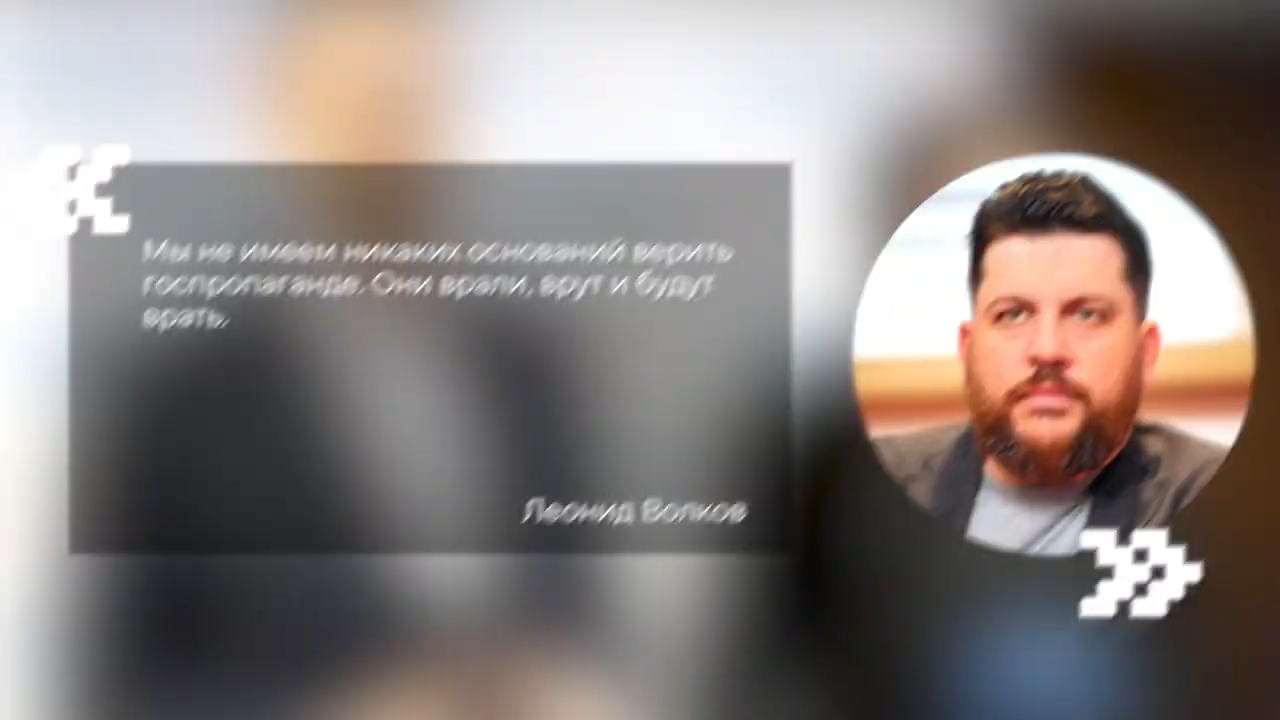 Мы не имеем никаких оснований верить
госпропаганде. Они врали, врут и будут
врать.
Леонид Волков